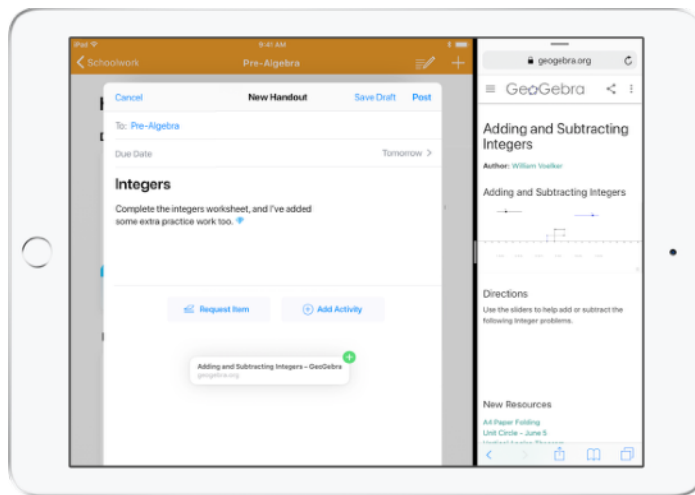 iPad
9:41 AM
Schoolwork
Pre-Algebra
Cancel
New Handout
Save Draft
Post
To: Pre-Algebra
Due Date
Tomorrow
Integers
Complete the integers worksheet, and I've added
some extra practice work too.
Request Item
Add Activity
Adding and Subtracting Integers – GeoGebra
geogebra.org
geogebra.org
GeoGebra
Adding and Subtracting
Integers
Author: William Voelker
Adding and Subtracting Integers
Directions
Use the sliders to help add or subtract the
following integer problems.
New Resources
A4 Paper Folding
Unit Circle – June 5